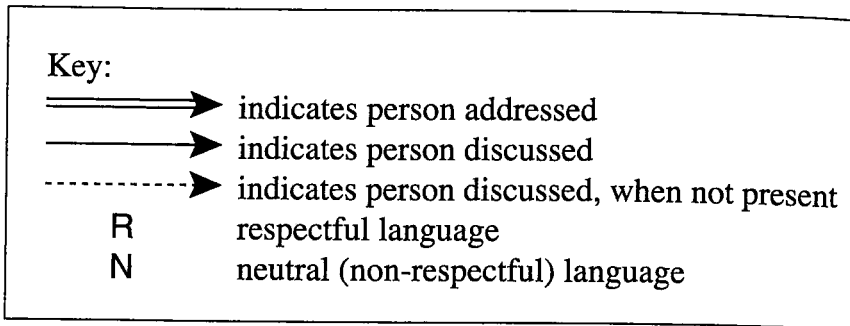 Key:
indicates person addressed
indicates person discussed
indicates person discussed, when not present
R respectful language
N neutral (non-respectful) language